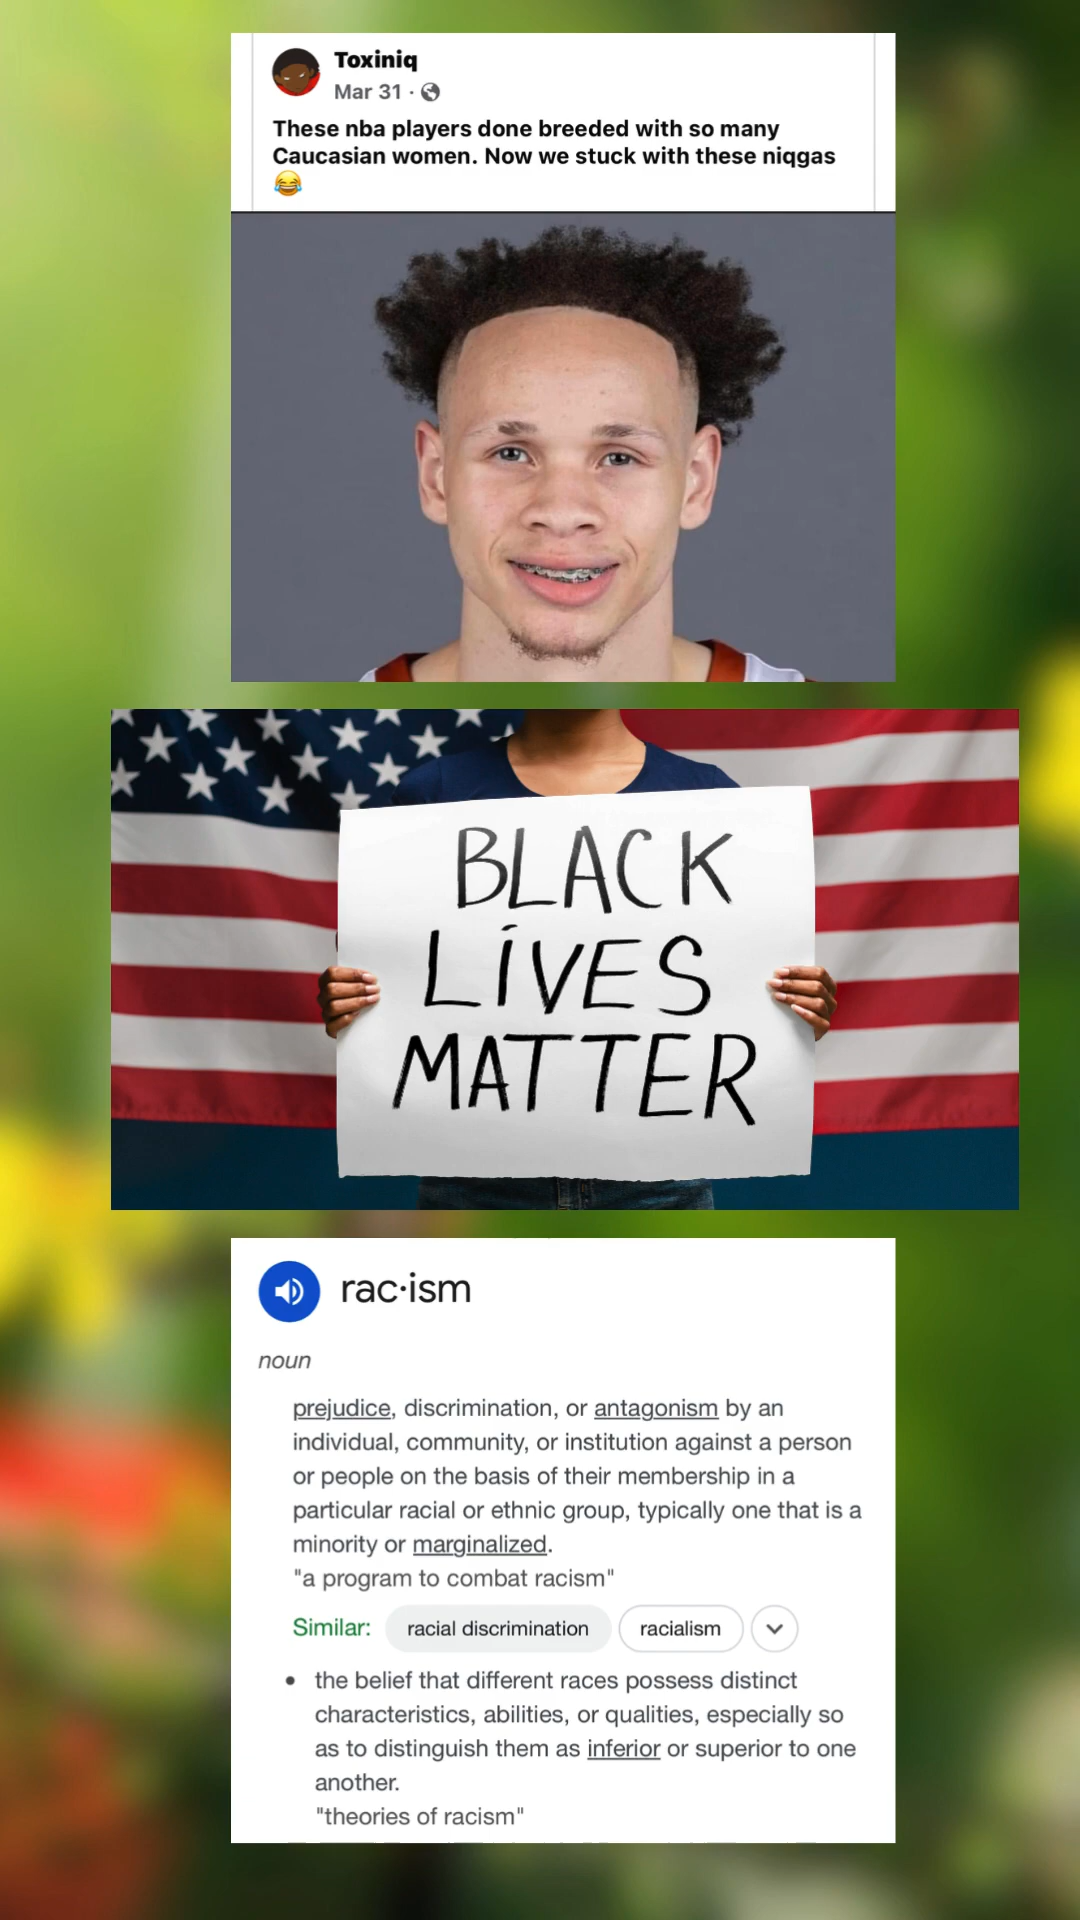 Toxiniq
Mar 31 ·
These nba players done breeded with so many
Caucasian women. Now we stuck with these niqgas
😂
BLACK
LIVES
MATTER
rac·ism
noun
prejudice, discrimination, or antagonism by an
individual, community, or institution against a person
or people on the basis of their membership in a
particular racial or ethnic group, typically one that is a
minority or marginalized.
"a program to combat racism"
Similar: racial discrimination racialism
• the belief that different races possess distinct
characteristics, abilities, or qualities, especially so
as to distinguish them as inferior or superior to one
another.
"theories of racism"